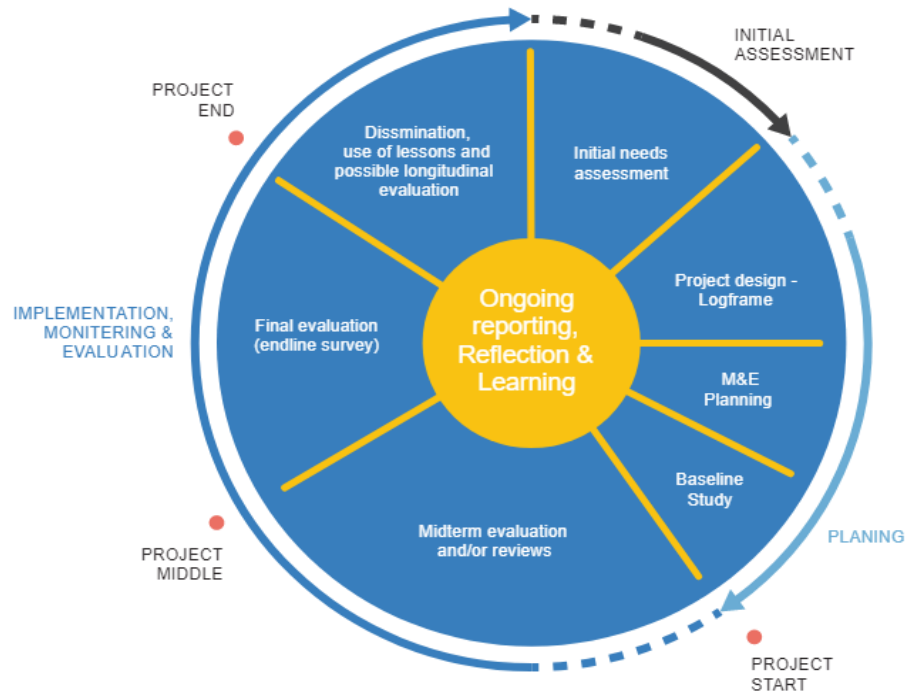 INITIAL
ASSESSMENT
PROJECT
END
Dissmination,
use of lessons and
possible longitudinal
evaluation
Initial needs
assessment
Project design -
Logframe
Ongoing
reporting,
Reflection &
Learning
IMPLEMENTATION,
MONITERING &
EVALUATION
Final evaluation
(endline survey)
M&E
Planning
Baseline
Study
Midterm evaluation
and/or reviews
PLANING
PROJECT
MIDDLE
PROJECT
START